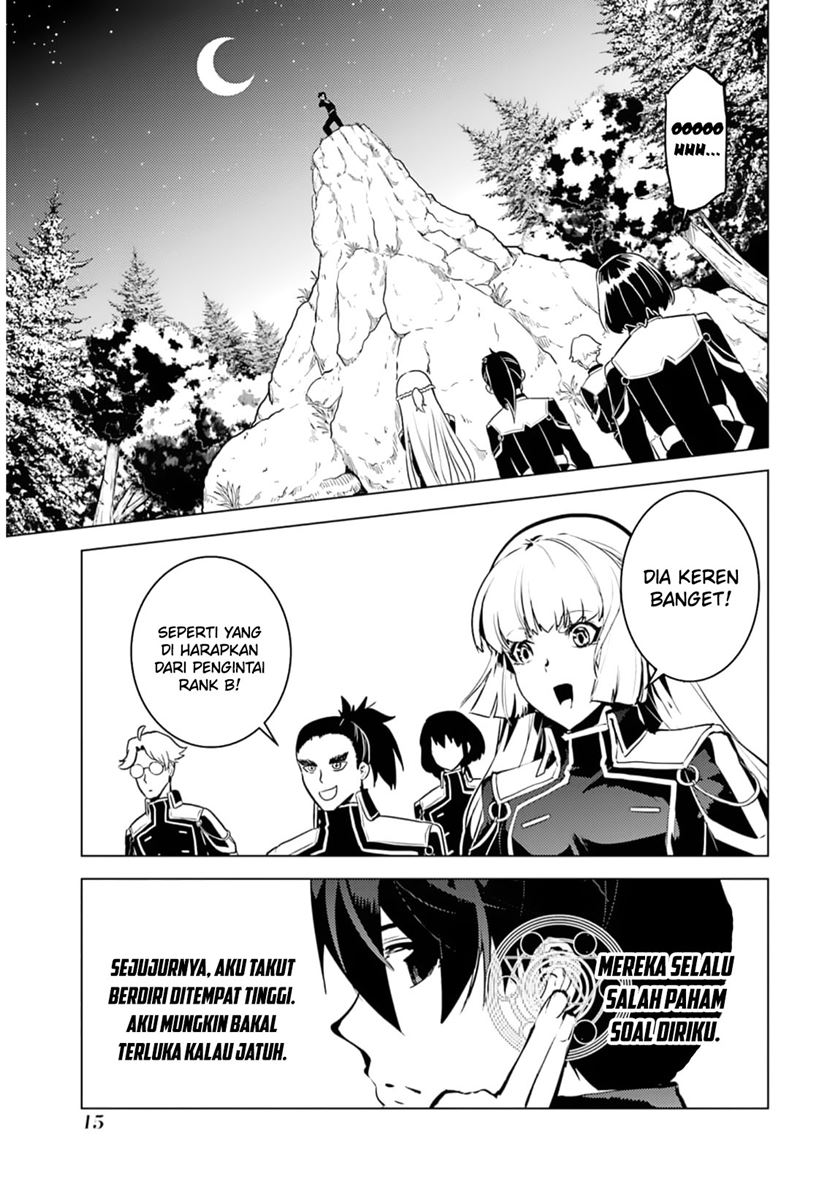 OOOOO
HHH...
DIA KEREN
BANGET!
SEPERTI YANG
DI HARAPKAN
DARI PENGINTAI
RANK B!
MEREKA SELALU
SALAH PAHAM
SOAL DIRIKU.
SEJUJURNYA, AKU TAKUT
BERDIRI DITEMPAT TINGGI.
AKU MUNGKIN BAKAL
TERLUKA KALAU JATUH.
15